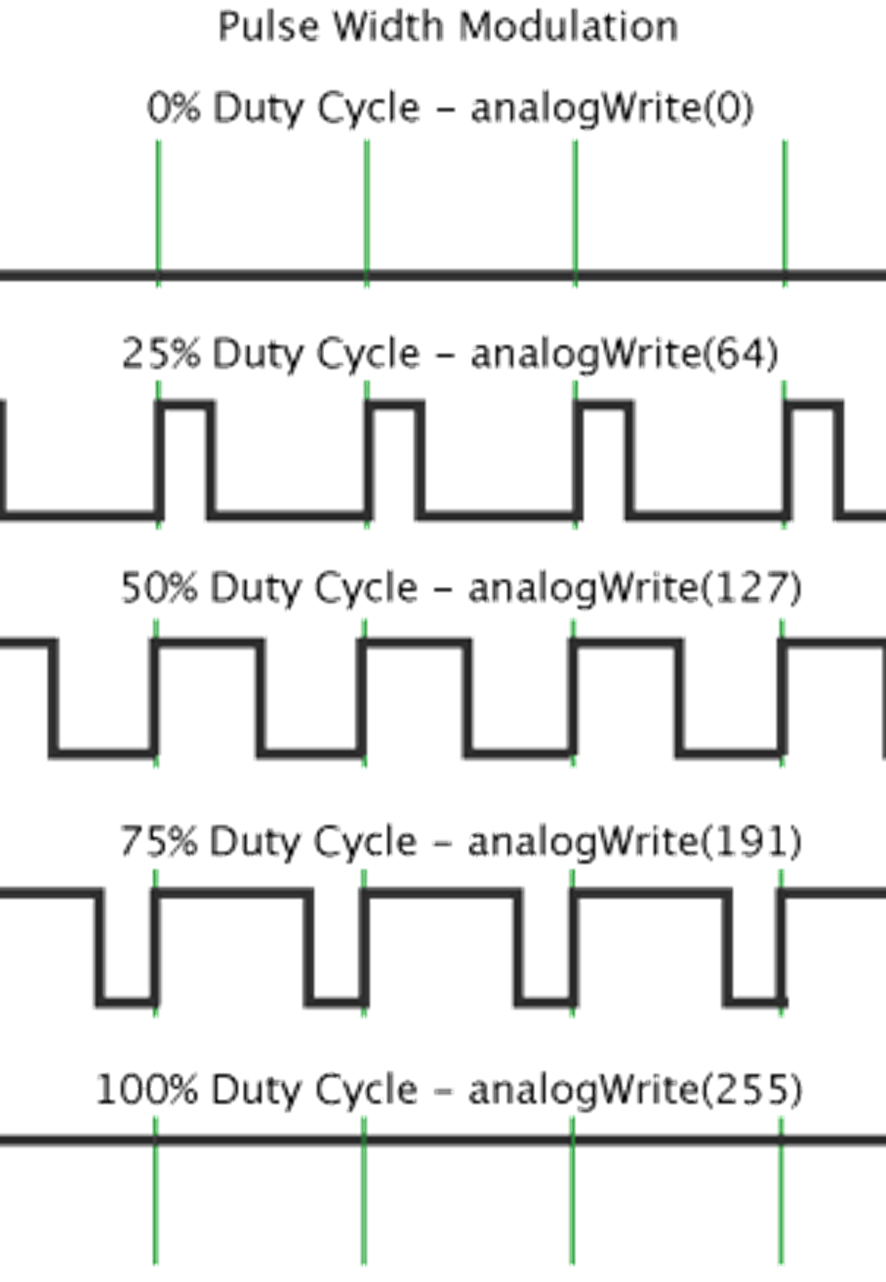 Pulse Width Modulation
0% Duty Cycle – analogWrite(0)
25% Duty Cycle – analogWrite(64)
50% Duty Cycle – analogWrite(127)
75% Duty Cycle – analogWrite(191)
100% Duty Cycle – analogWrite(255)